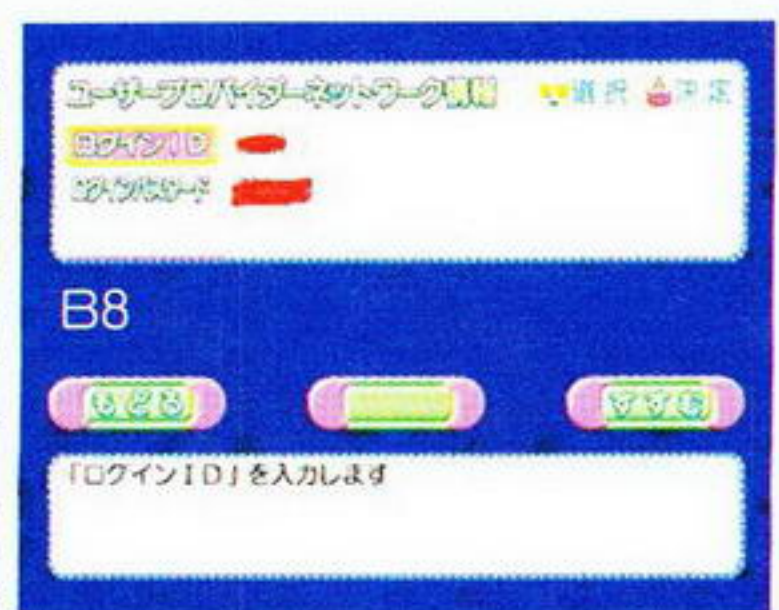 ユーザープロバイダーネットワーク情報 選択 決定
ログインID
ログインパスワード
B8
もどる すすむ
「ログインID」を入力します